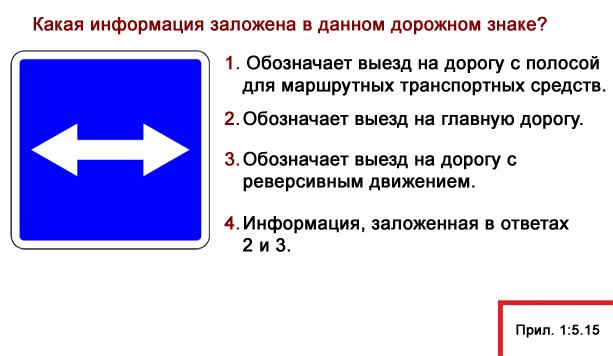 Какая информация заложена в данном дорожном знаке?
1. Обозначает выезд на дорогу с полосой
для маршрутных транспортных средств.
2. Обозначает выезд на главную дорогу.
3. Обозначает выезд на дорогу с
реверсивным движением.
4. Информация, заложенная в ответах
2 и 3.
Прил. 1:5.15